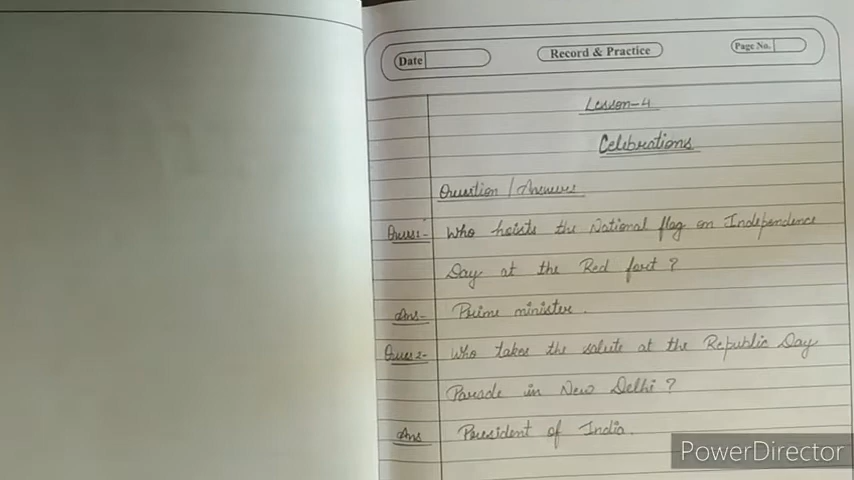 Date
Record & Practice
Page No.
Lesson-4
Celebrations
Question / Answers
Ques1- Who hoists the National flag on Independence
Day at the Red fort ?
Ans- Prime minister.
Ques 2- Who takes the salute at the Republic Day
Parade in New Delhi ?
Ans President of India.
PowerDirector